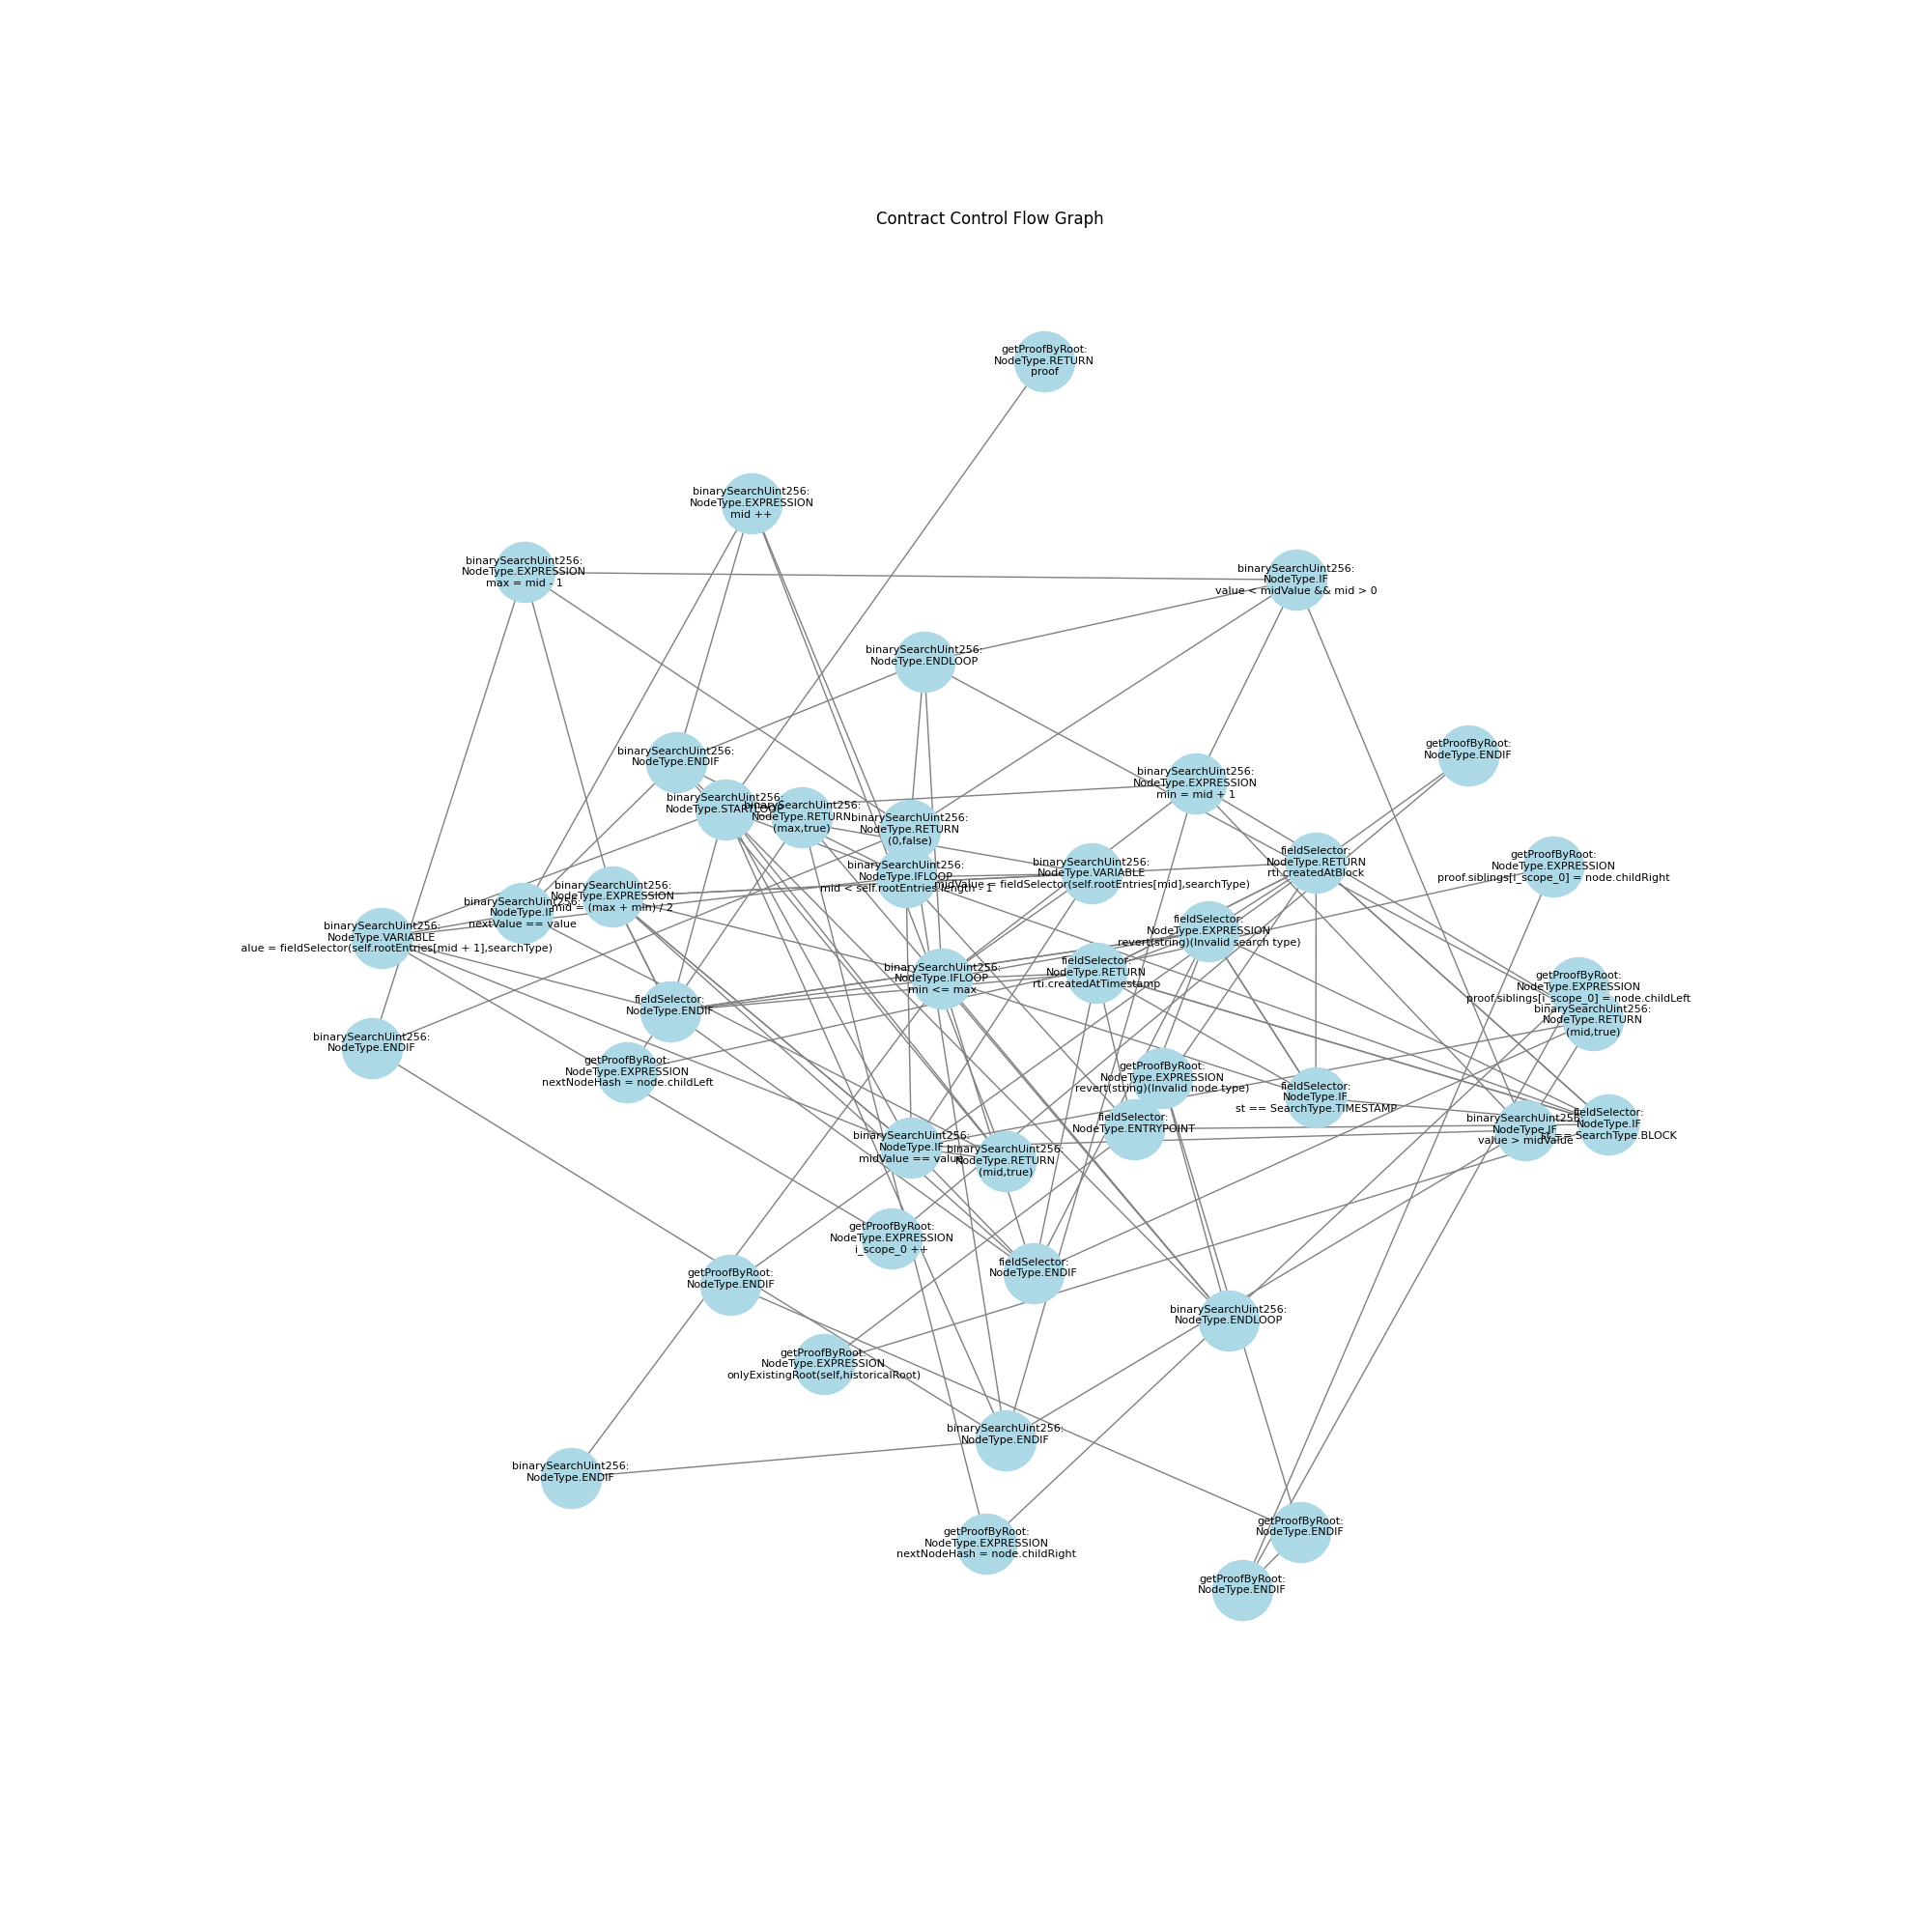 Contract Control Flow Graph
getProofByRoot:
NodeType.RETURN
proof
binarySearchUint256:
NodeType.EXPRESSION
mid ++
binarySearchUint256:
NodeType.EXPRESSION
max = mid - 1
binarySearchUint256:
NodeType.IF
value < midValue && mid > 0
binarySearchUint256:
NodeType.ENDLOOP
binarySearchUint256:
NodeType.ENDIF
getProofByRoot:
NodeType.ENDIF
binarySearchUint256:
NodeType.EXPRESSION
min = mid + 1
binarySearchUint256:
NodeType.STARTLOOP
binarySearchUint256:
NodeType.RETURN
(max,true)
binarySearchUint256:
NodeType.RETURN
(0,false)
binarySearchUint256:
NodeType.IFLOOP
mid < self.rootEntries.length - 1
binarySearchUint256:
NodeType.VARIABLE
midValue = fieldSelector(self.rootEntries[mid],searchType)
fieldSelector:
NodeType.RETURN
rti.createdAtBlock
getProofByRoot:
NodeType.EXPRESSION
proof.siblings[i_scope_0] = node.childRight
binarySearchUint256:
NodeType.EXPRESSION
mid = (max + min) / 2
binarySearchUint256:
NodeType.IF
nextValue == value
binarySearchUint256:
NodeType.VARIABLE
alue = fieldSelector(self.rootEntries[mid + 1],searchType)
fieldSelector:
NodeType.EXPRESSION
revert(string)(Invalid search type)
fieldSelector:
NodeType.RETURN
rti.createdAtTimestamp
binarySearchUint256:
NodeType.IFLOOP
min <= max
getProofByRoot:
NodeType.EXPRESSION
proof.siblings[i_scope_0] = node.childLeft
binarySearchUint256:
NodeType.RETURN
(mid,true)
fieldSelector:
NodeType.ENDIF
binarySearchUint256:
NodeType.ENDIF
getProofByRoot:
NodeType.EXPRESSION
nextNodeHash = node.childLeft
getProofByRoot:
NodeType.EXPRESSION
revert(string)(Invalid node type)
fieldSelector:
NodeType.IF
st == SearchType.TIMESTAMP
fieldSelector:
NodeType.ENTRYPOINT
binarySearchUint256:
NodeType.IF
value > midValue
fieldSelector:
NodeType.IF
st == SearchType.BLOCK
binarySearchUint256:
NodeType.IF
midValue == value
binarySearchUint256:
NodeType.RETURN
(mid,true)
getProofByRoot:
NodeType.EXPRESSION
i_scope_0 ++
fieldSelector:
NodeType.ENDIF
getProofByRoot:
NodeType.ENDIF
binarySearchUint256:
NodeType.ENDLOOP
getProofByRoot:
NodeType.EXPRESSION
onlyExistingRoot(self,historicalRoot)
binarySearchUint256:
NodeType.ENDIF
binarySearchUint256:
NodeType.ENDIF
getProofByRoot:
NodeType.EXPRESSION
nextNodeHash = node.childRight
getProofByRoot:
NodeType.ENDIF
getProofByRoot:
NodeType.ENDIF